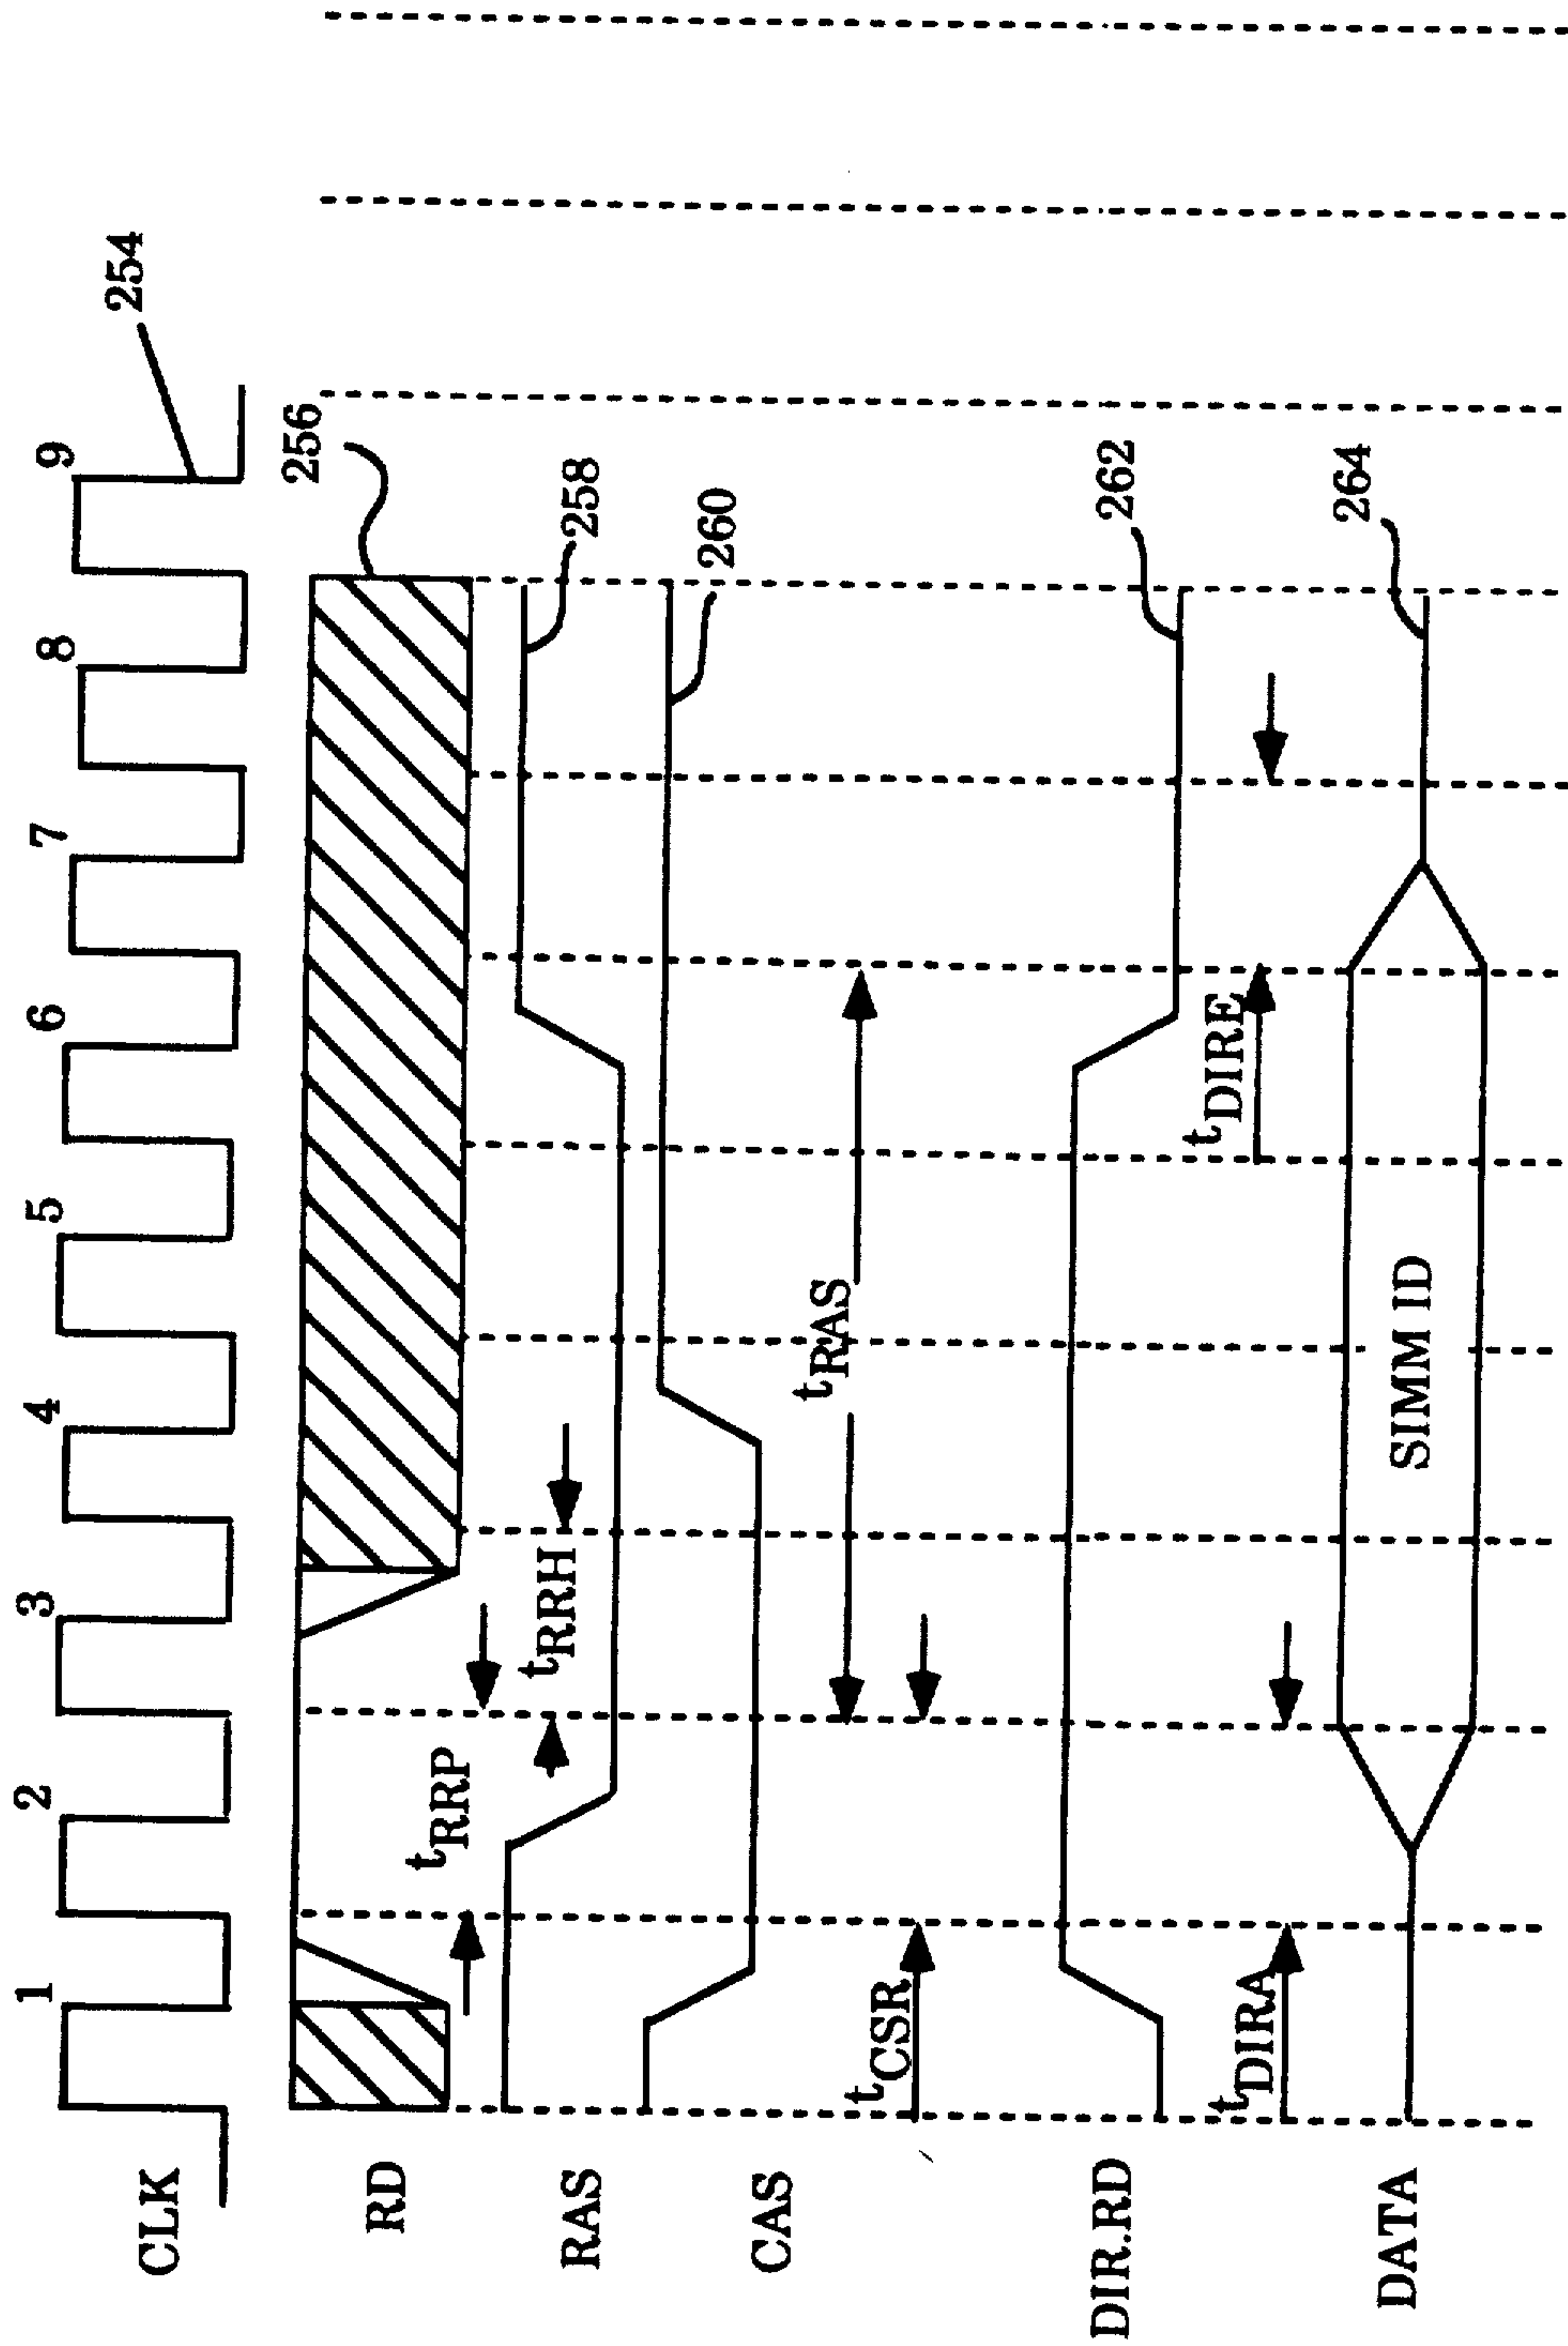 1 2 3 4 5 6 7 8 9
CLK
254
RD
256
tRRP
RAS
258
tRRH
CAS
260
tRAS
tCSR
DIR.RD
262
tDIRE
tDIRA
DATA
SIMM ID
264